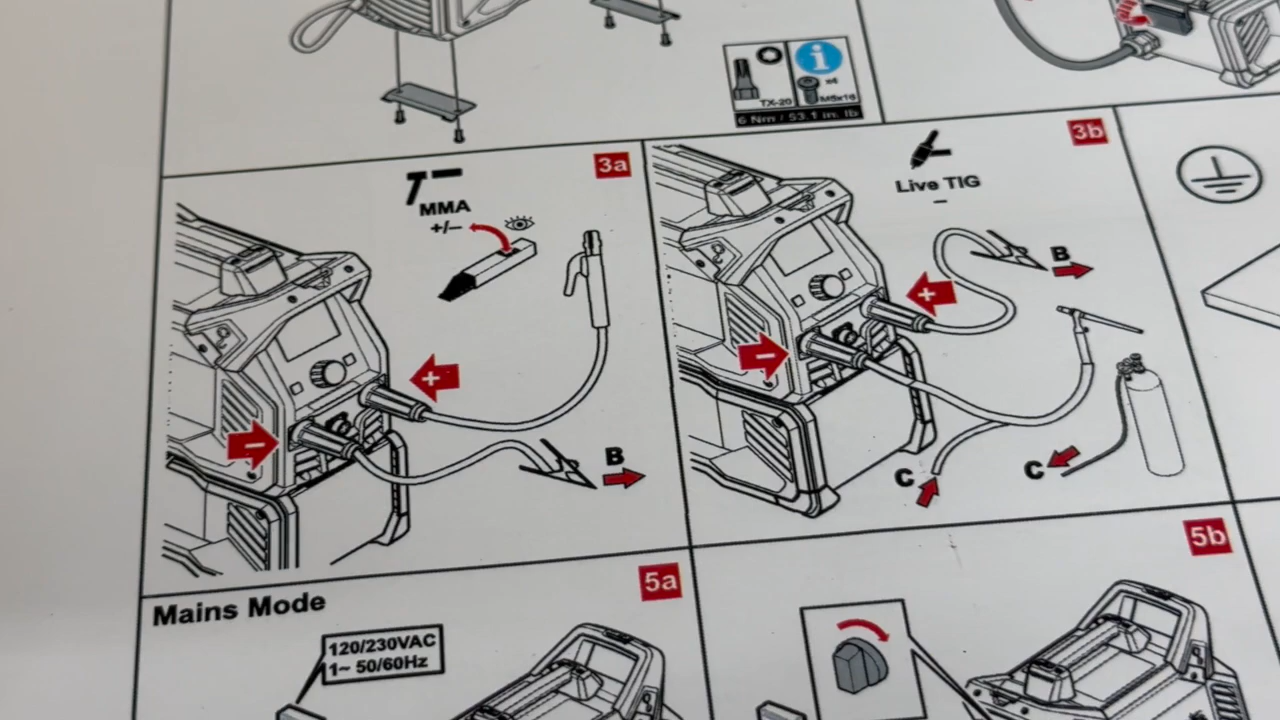 x4
TX-20
M5x16
6 Nm / 53.1 in. lb
3a
MMA
+/–
+
–
B
3b
Live TIG
–
B
+
–
C
C
5a
Mains Mode
120/230VAC
1~ 50/60Hz
5b